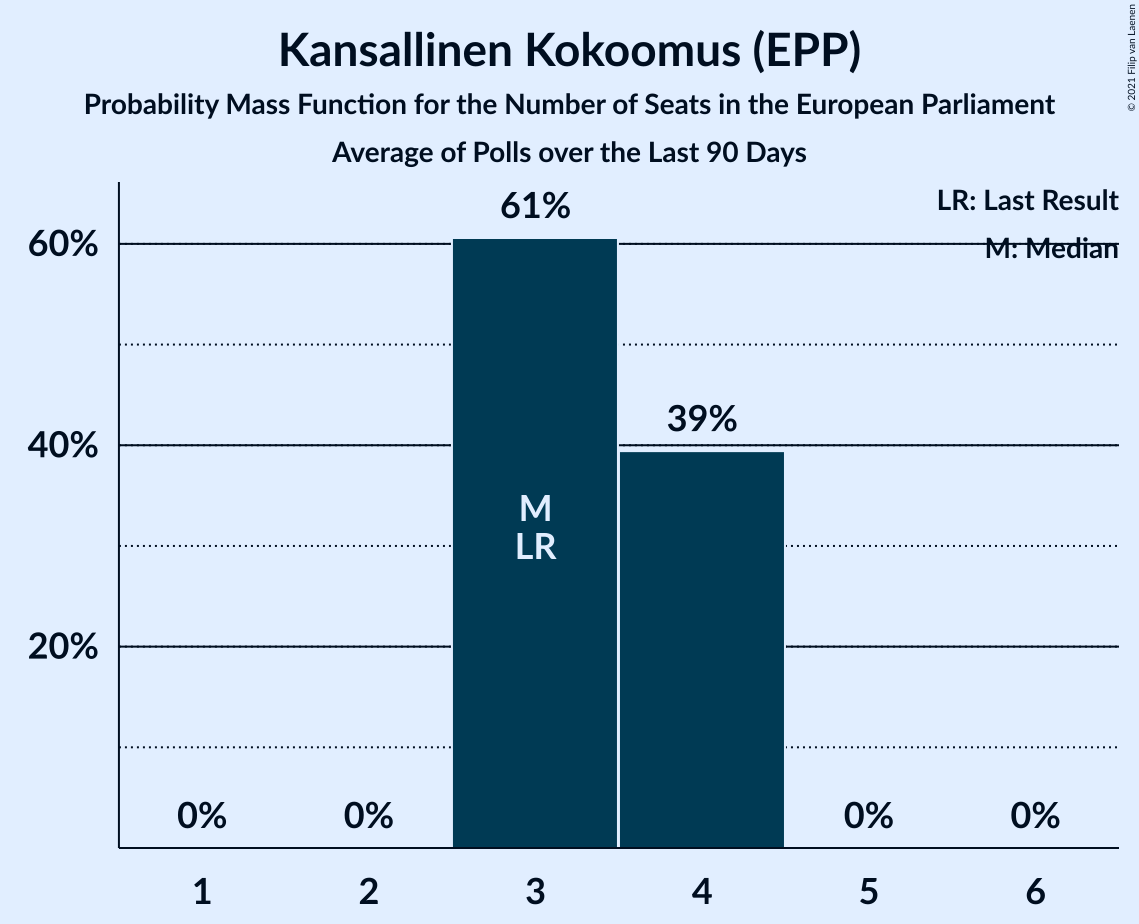 Kansallinen Kokoomus (EPP)
Probability Mass Function for the Number of Seats in the European Parliament
Average of Polls over the Last 90 Days
© 2021 Filip van Laenen
LR: Last Result
M: Median
61%
60%
39%
40%
M
LR
20%
0% 0% 0% 0%
1 2 3 4 5 6